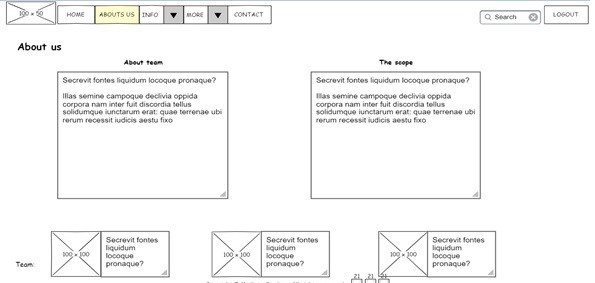 100 x 50 HOME ABOUTS US INFO MORE CONTACT Search LOGOUT
About us
About team The scope
Secrevit fontes liquidum locoque pronaque?
Illas semine campoque declivia oppida
corpora nam inter fuit discordia tellus
solidumque iunctarum erat: quae terrenae ubi
rerum recessit iudicis aestu fixo
Secrevit fontes liquidum locoque pronaque?
Illas semine campoque declivia oppida
corpora nam inter fuit discordia tellus
solidumque iunctarum erat: quae terrenae ubi
rerum recessit iudicis aestu fixo
Team:
100 x 100
Secrevit fontes
liquidum
locoque
pronaque?
100 x 100
Secrevit fontes
liquidum
locoque
pronaque?
100 x 100
Secrevit fontes
liquidum
locoque
pronaque?
21 21 21